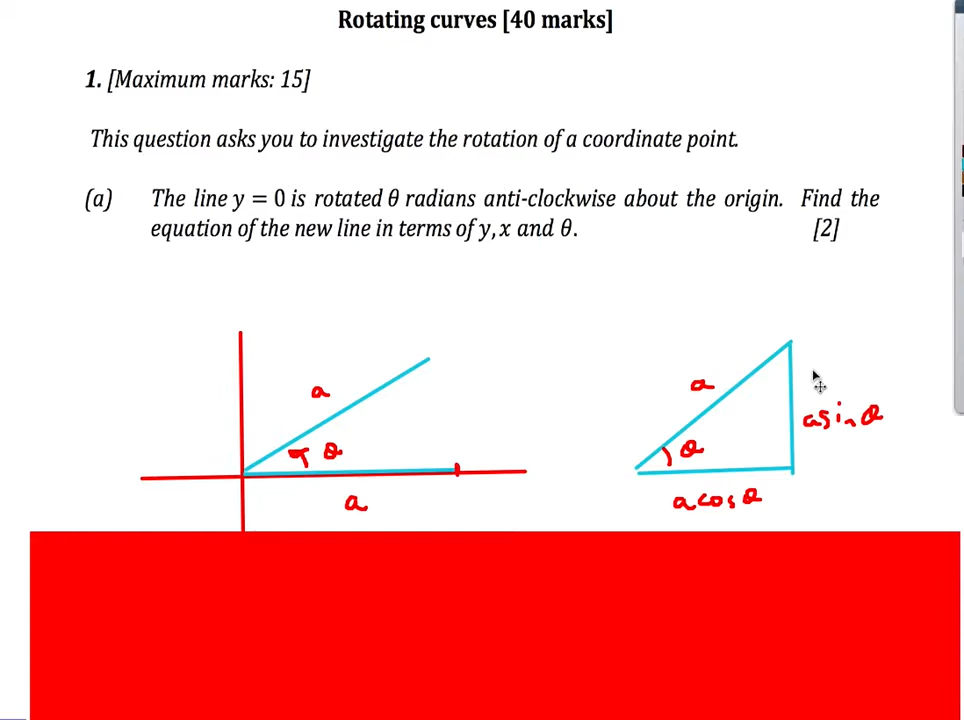 Rotating curves [40 marks]
1. [Maximum marks: 15]
This question asks you to investigate the rotation of a coordinate point.
(a) The line y = 0 is rotated θ radians anti-clockwise about the origin. Find the
equation of the new line in terms of y, x and θ. [2]
a
θ
a
a
θ
a sin θ
a cos θ